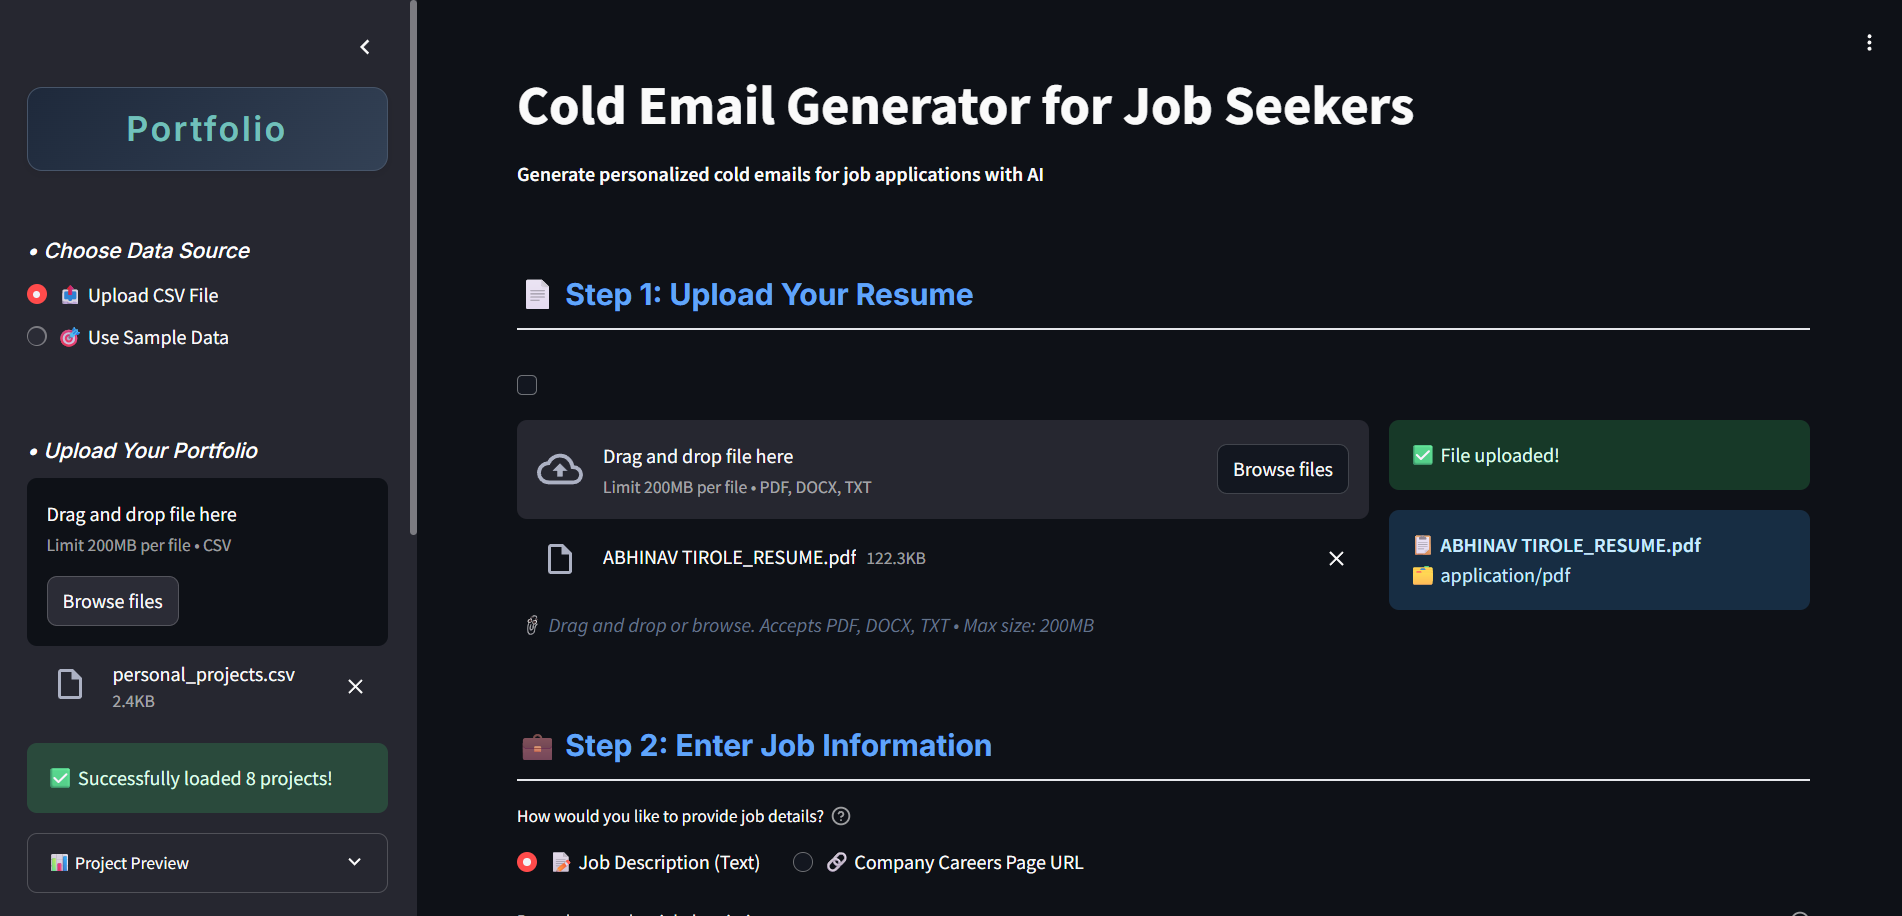 Portfolio
• Choose Data Source
Upload CSV File
Use Sample Data
• Upload Your Portfolio
Drag and drop file here
Limit 200MB per file • CSV
Browse files
personal_projects.csv
2.4KB
Successfully loaded 8 projects!
Project Preview
Cold Email Generator for Job Seekers
Generate personalized cold emails for job applications with AI
Step 1: Upload Your Resume
Drag and drop file here
Limit 200MB per file • PDF, DOCX, TXT
Browse files
ABHINAV TIROLE_RESUME.pdf 122.3KB
Drag and drop or browse. Accepts PDF, DOCX, TXT • Max size: 200MB
File uploaded!
ABHINAV TIROLE_RESUME.pdf
application/pdf
Step 2: Enter Job Information
How would you like to provide job details?
Job Description (Text)
Company Careers Page URL